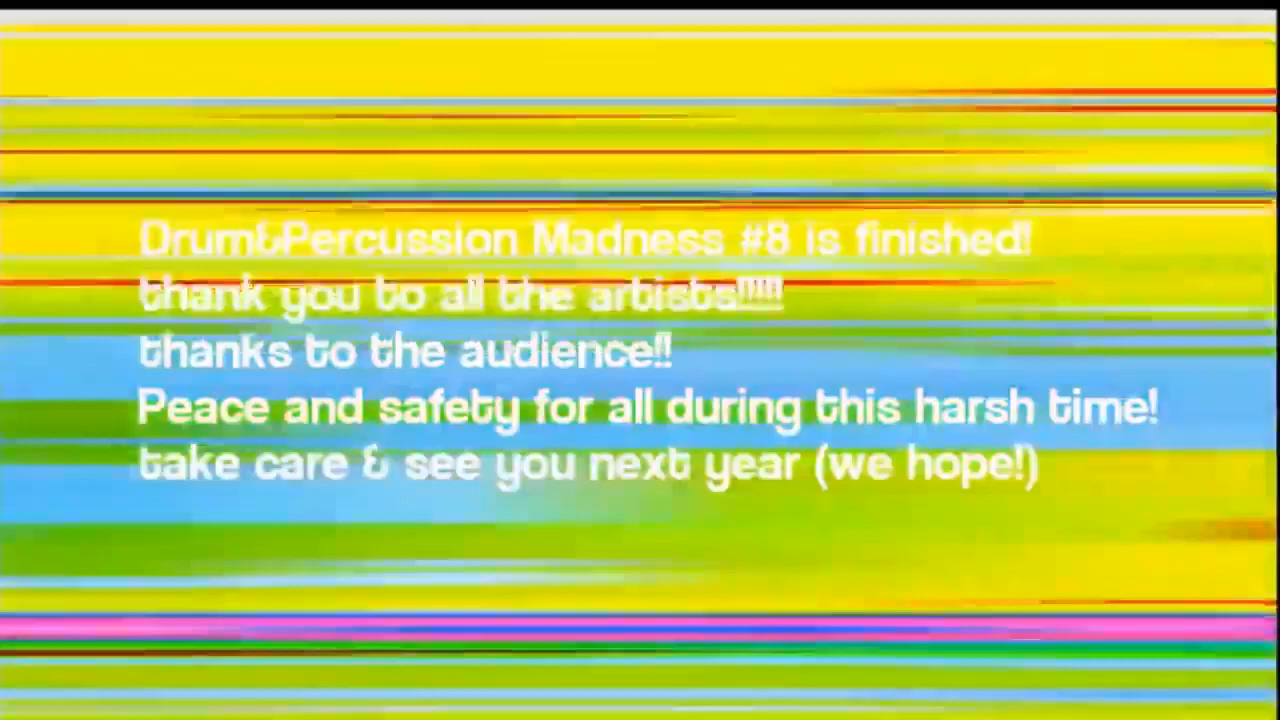 Drum&Percussion Madness #8 is finished!
thank you to all the artists!!!!!
thanks to the audience!!
Peace and safety for all during this harsh time!
take care & see you next year (we hope!)